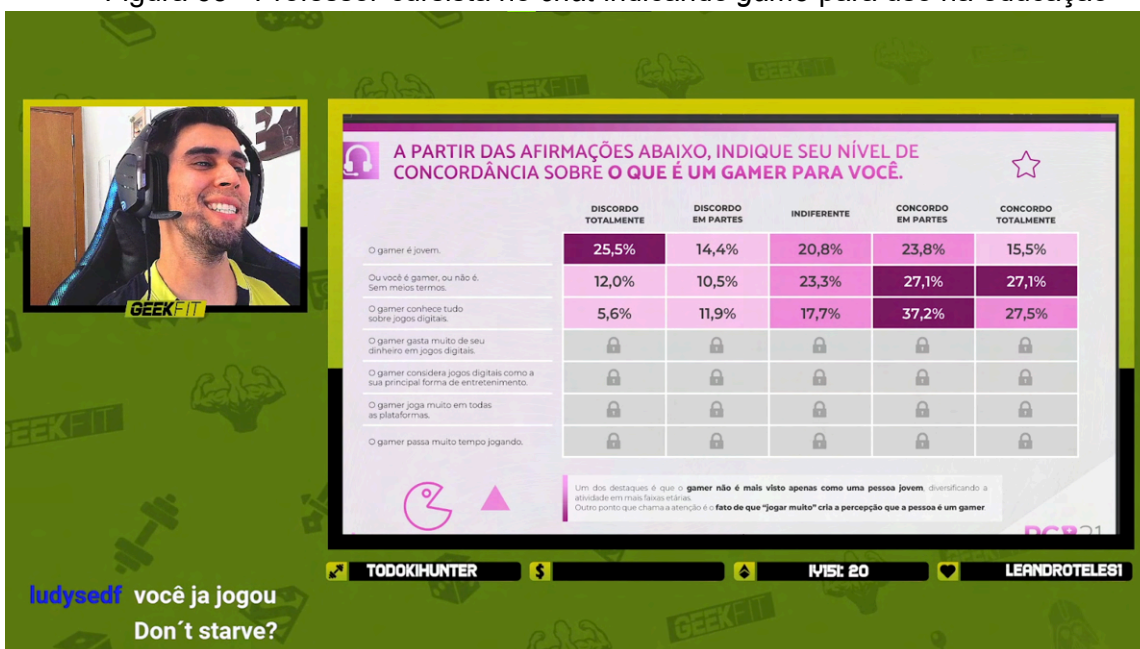 GEEKFIT
GEEKFIT
A PARTIR DAS AFIRMAÇÕES ABAIXO, INDIQUE SEU NÍVEL DE
CONCORDÂNCIA SOBRE O QUE É UM GAMER PARA VOCÊ.
DISCORDO TOTALMENTE DISCORDO EM PARTES INDIFERENTE CONCORDO EM PARTES CONCORDO TOTALMENTE
O gamer é jovem. 25,5% 14,4% 20,8% 23,8% 15,5%
Ou você é gamer, ou não é.
Sem meios termos. 12,0% 10,5% 23,3% 27,1% 27,1%
O gamer conhece tudo
sobre jogos digitais. 5,6% 11,9% 17,7% 37,2% 27,5%
O gamer gasta muito de seu
dinheiro em jogos digitais.
O gamer considera jogos digitais como a
sua principal forma de entretenimento.
O gamer joga muito em todas
as plataformas.
O gamer passa muito tempo jogando.
Um dos destaques é que o gamer não é mais visto apenas como uma pessoa jovem, diversificando a
atividade em mais faixas etárias.
Outro ponto que chama a atenção é o fato de que "jogar muito" cria a percepção que a pessoa é um gamer
GEEKFIT
GEEKFIT
TODOKIHUNTER $ IY15I: 20 LEANDROTELES1
ludysedf você ja jogou
Don´t starve?
GEEKFIT